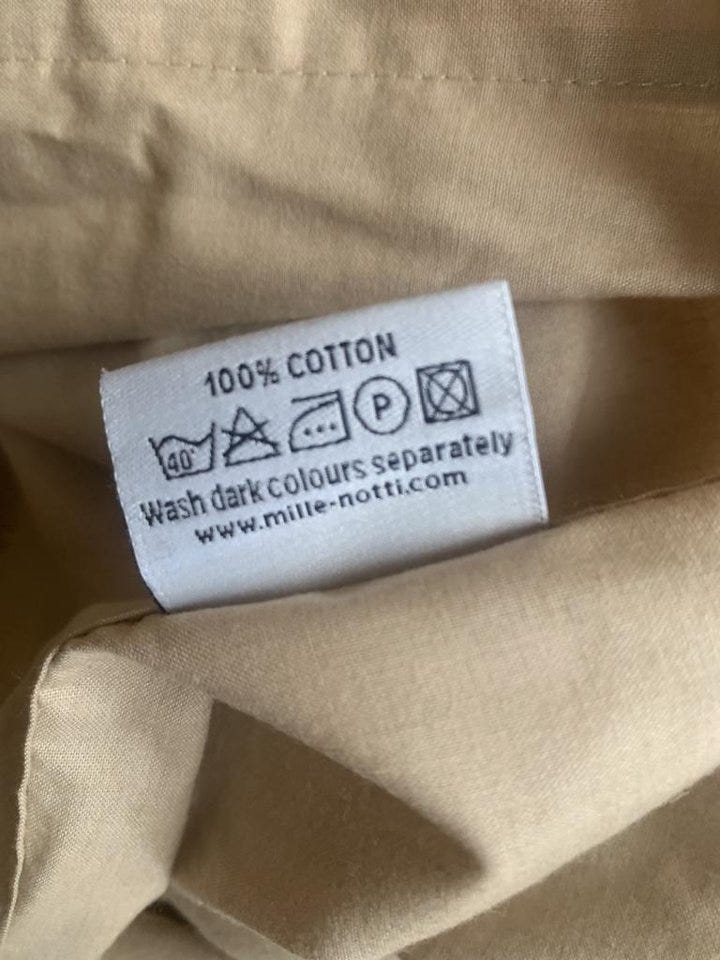 100% COTTON
40° P
Wash dark colours separately
www.mille-notti.com